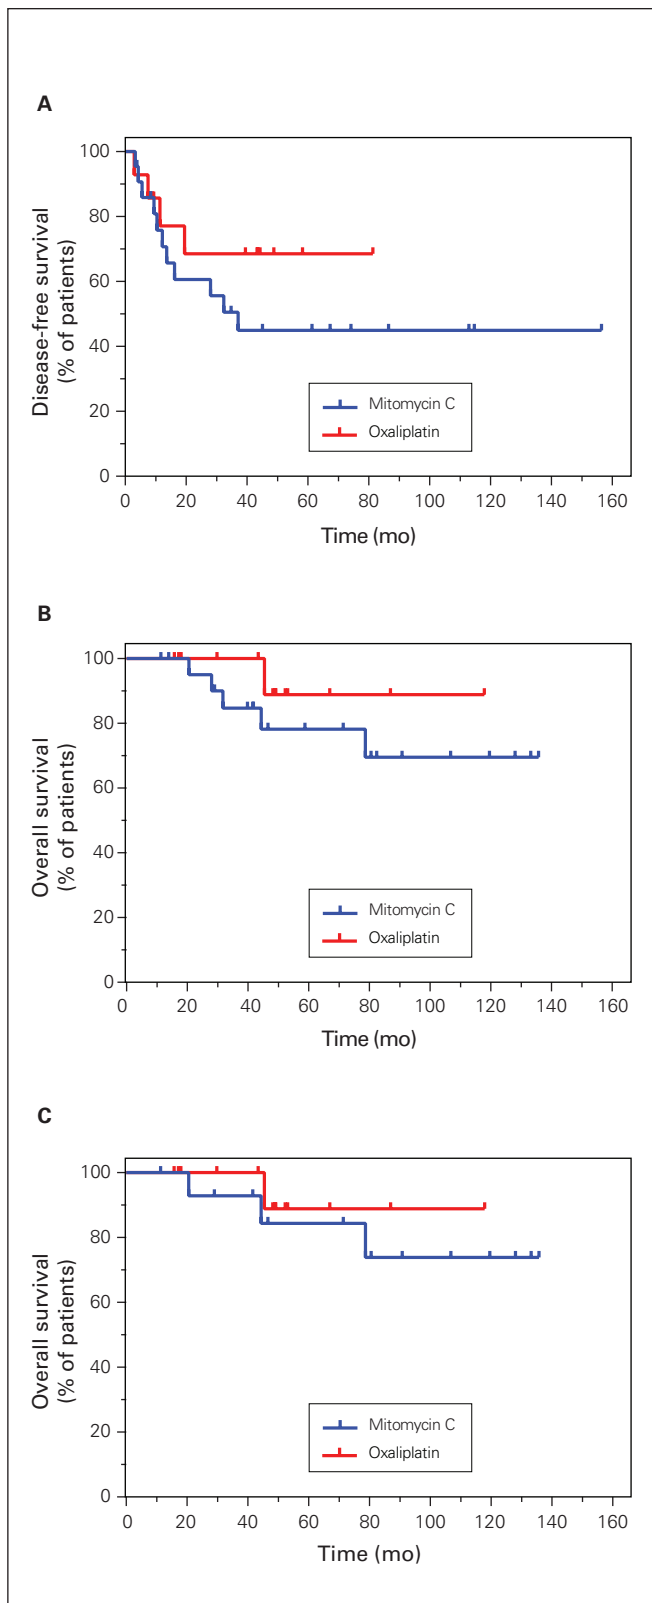 A
100
80
60
40
20
0
Disease-free survival
(% of patients)
Mitomycin C
Oxaliplatin
0 20 40 60 80 100 120 140 160
Time (mo)
B
100
80
60
40
20
0
Overall survival
(% of patients)
Mitomycin C
Oxaliplatin
0 20 40 60 80 100 120 140 160
Time (mo)
C
100
80
60
40
20
0
Overall survival
(% of patients)
Mitomycin C
Oxaliplatin
0 20 40 60 80 100 120 140 160
Time (mo)